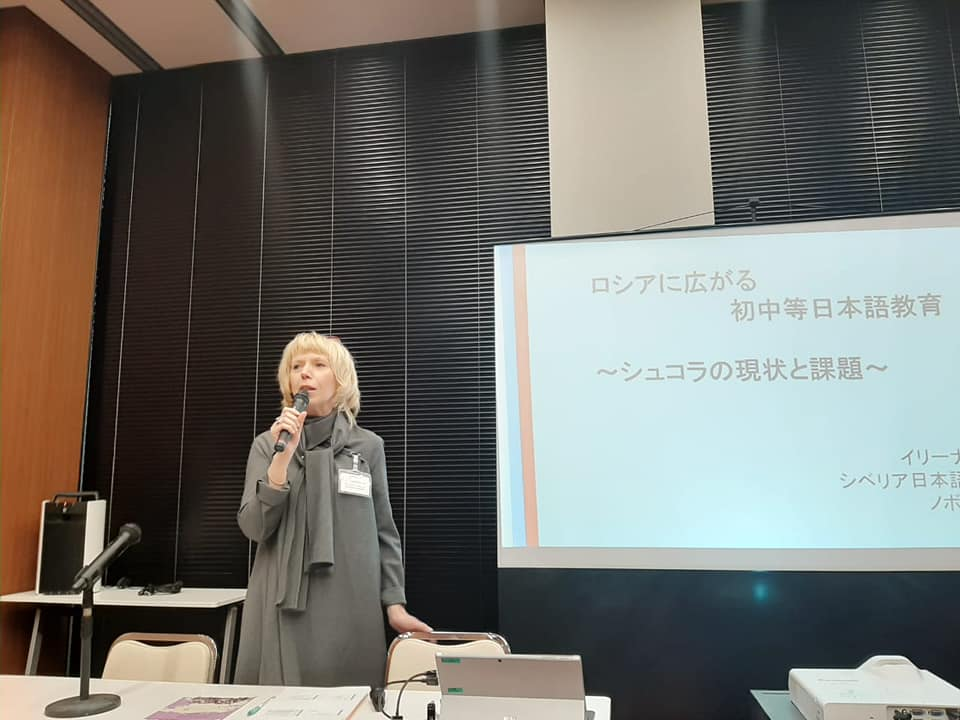 ロシアに広がる
初中等日本語教育
～シュコラの現状と課題～
イリーナ
シベリア日本語
ノボ